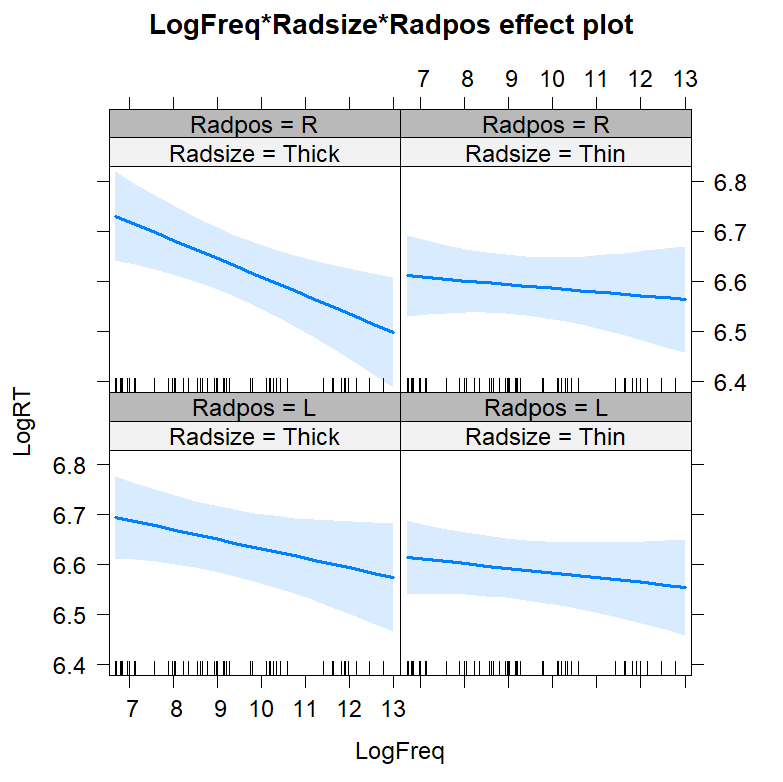 LogFreq*Radsize*Radpos effect plot
7 8 9 10 11 12 13
Radpos = R Radpos = R
Radsize = Thick Radsize = Thin
6.8
6.7
6.6
6.5
6.4
LogRT
Radpos = L Radpos = L
Radsize = Thick Radsize = Thin
6.8
6.7
6.6
6.5
6.4
7 8 9 10 11 12 13
LogFreq